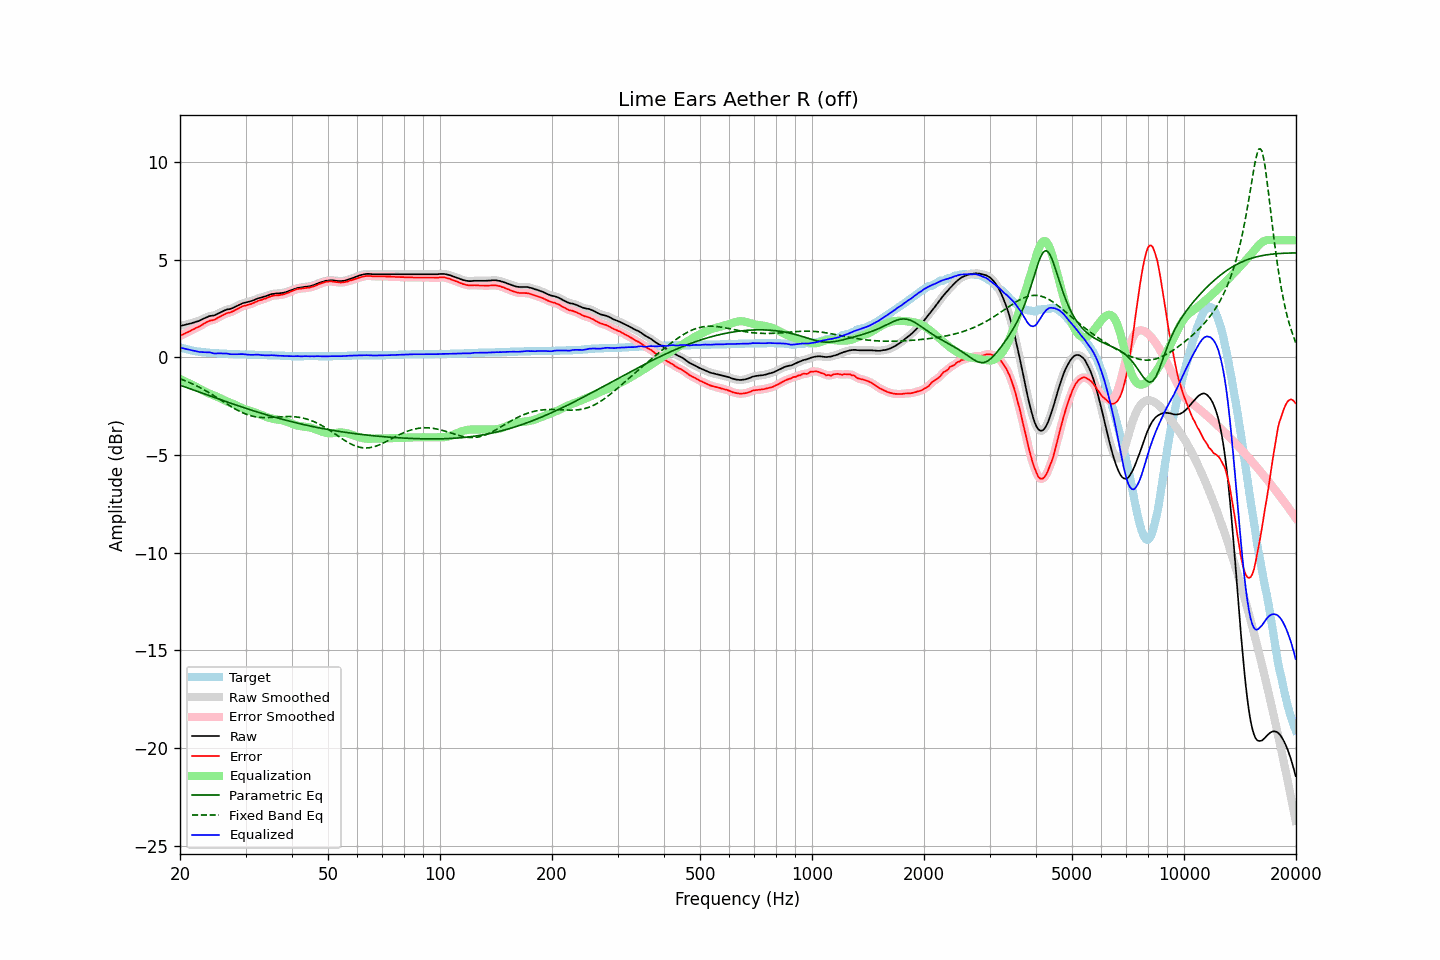 Lime Ears Aether R (off)
Amplitude (dBr)
10
5
0
−5
−10
−15
−20
−25
Target
Raw Smoothed
Error Smoothed
Raw
Error
Equalization
Parametric Eq
Fixed Band Eq
Equalized
20 50 100 200 500 1000 2000 5000 10000 20000
Frequency (Hz)